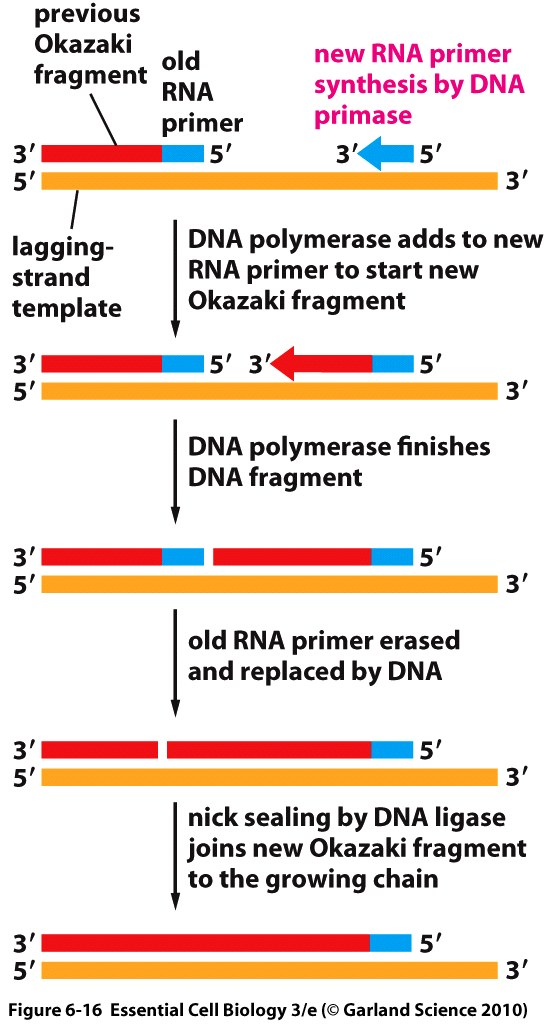 previous
Okazaki
fragment
old
RNA
primer
new RNA primer
synthesis by DNA
primase
3′ 5′ 3′ 5′
5′ 3′
lagging-
strand
template
DNA polymerase adds to new
RNA primer to start new
Okazaki fragment
3′ 5′ 3′ 5′
5′ 3′
DNA polymerase finishes
DNA fragment
3′ 5′
5′ 3′
old RNA primer erased
and replaced by DNA
3′ 5′
5′ 3′
nick sealing by DNA ligase
joins new Okazaki fragment
to the growing chain
3′ 5′
5′ 3′
Figure 6-16 Essential Cell Biology 3/e (© Garland Science 2010)